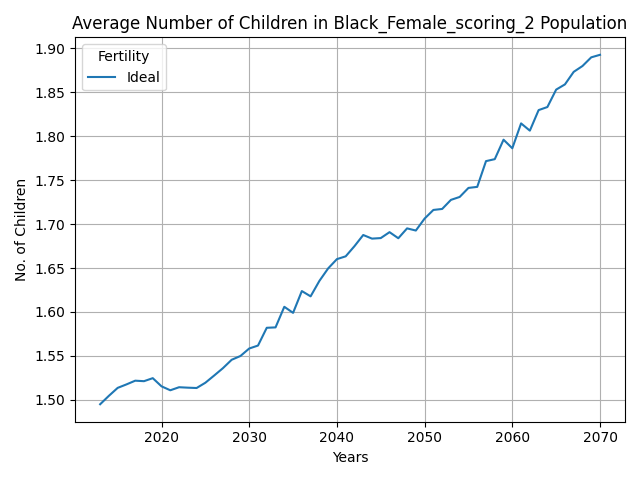 Average Number of Children in Black_Female_scoring_2 Population
Fertility
Ideal
1.90
1.85
1.80
1.75
1.70
1.65
1.60
1.55
1.50
No. of Children
2020 2030 2040 2050 2060 2070
Years